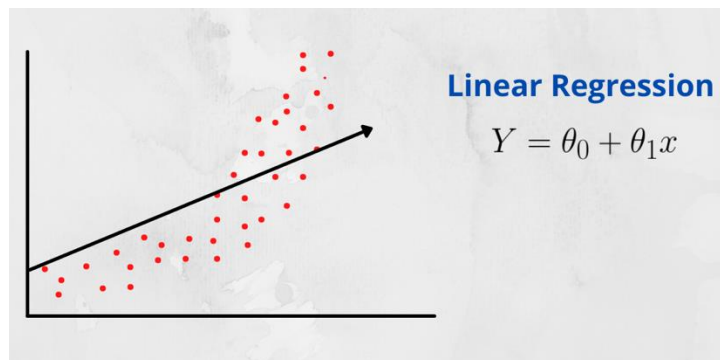 Linear Regression
Y = θ₀ + θ₁x